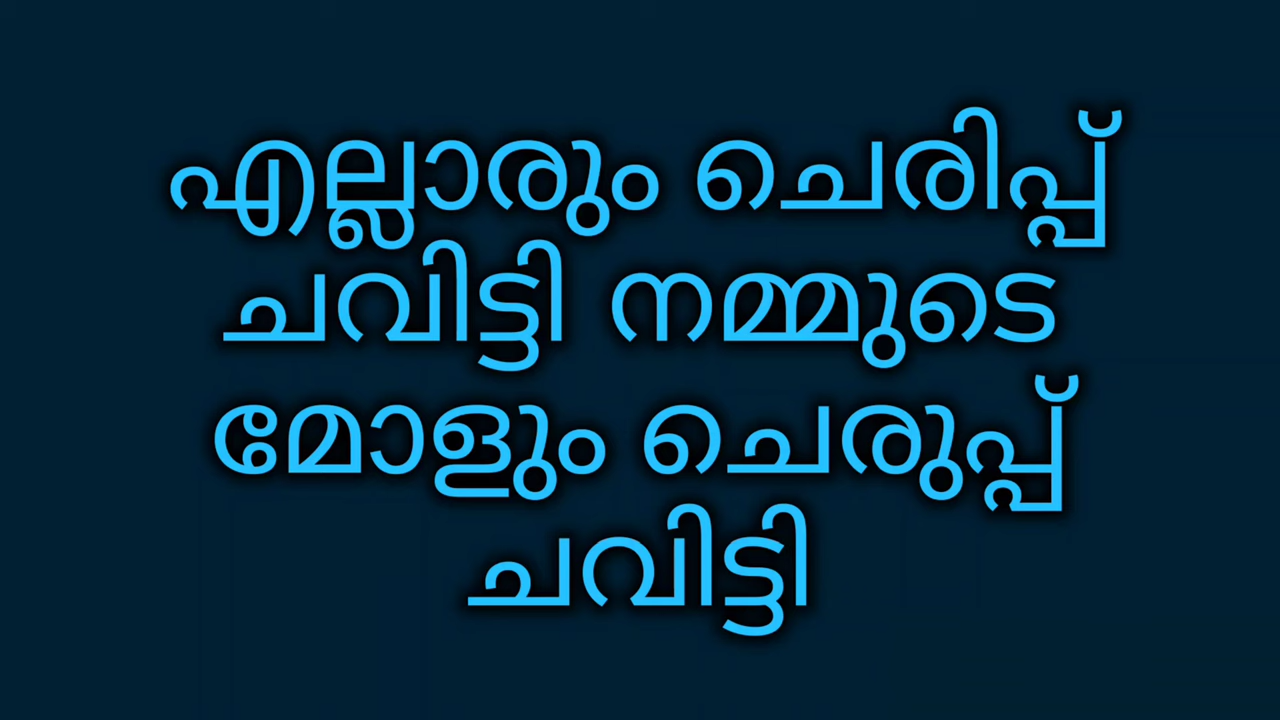 എല്ലാരും ചെരിപ്പ്
ചവിട്ടി നമ്മുടെ
മോളും ചെരുപ്പ്
ചവിട്ടി